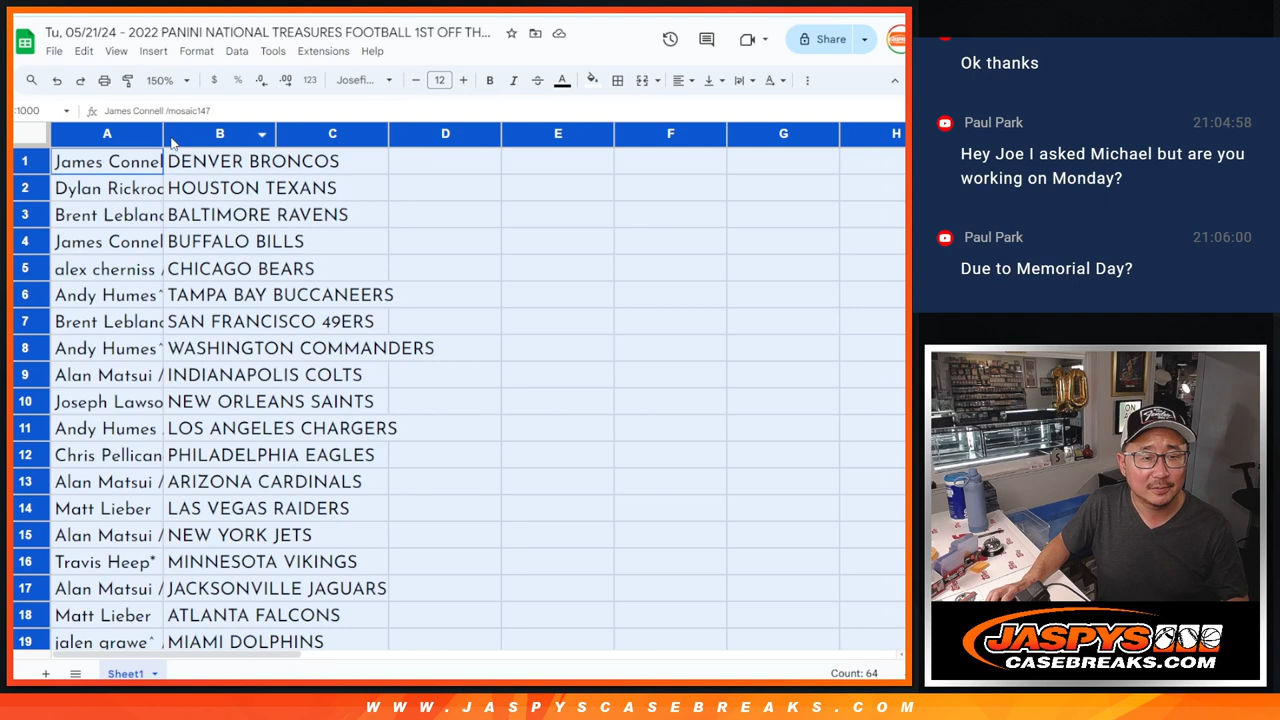 Tu, 05/21/24 - 2022 PANINI NATIONAL TREASURES FOOTBALL 1ST OFF TH...
File Edit View Insert Format Data Tools Extensions Help
Share
150% $ % .0 .00 123 Josefi... - 12 + B I A
:1000 fx James Connell /mosaic147
A B C D E F G H
1 James Connel DENVER BRONCOS
2 Dylan Rickroc HOUSTON TEXANS
3 Brent Leblanc BALTIMORE RAVENS
4 James Connel BUFFALO BILLS
5 alex cherniss / CHICAGO BEARS
6 Andy Humes^ TAMPA BAY BUCCANEERS
7 Brent Leblanc SAN FRANCISCO 49ERS
8 Andy Humes^ WASHINGTON COMMANDERS
9 Alan Matsui / INDIANAPOLIS COLTS
10 Joseph Lawso NEW ORLEANS SAINTS
11 Andy Humes LOS ANGELES CHARGERS
12 Chris Pellican PHILADELPHIA EAGLES
13 Alan Matsui / ARIZONA CARDINALS
14 Matt Lieber LAS VEGAS RAIDERS
15 Alan Matsui / NEW YORK JETS
16 Travis Heep* MINNESOTA VIKINGS
17 Alan Matsui / JACKSONVILLE JAGUARS
18 Matt Lieber ATLANTA FALCONS
19 jalen grawe^ MIAMI DOLPHINS
Sheet1
Count: 64
Ok thanks
Paul Park 21:04:58
Hey Joe I asked Michael but are you
working on Monday?
Paul Park 21:06:00
Due to Memorial Day?
10
JASPYS
CASEBREAKS.COM
WWW.JASPYSCASEBREAKS.COM